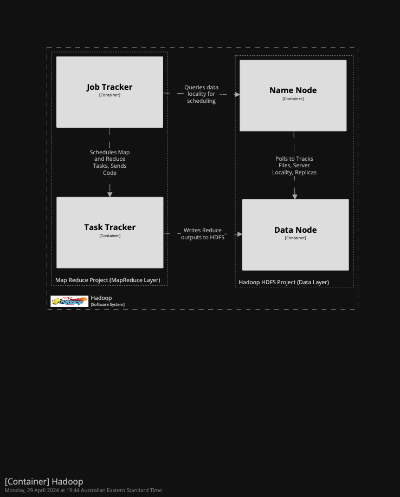 Job Tracker
[Container]
Queries data
locality for
scheduling
Name Node
[Container]
Schedules Map
and Reduce
Tasks, Sends
Code
Polls to Tracks
Files, Server
Locality, Replicas
Task Tracker
[Container]
Writes Reduce
outputs to HDFS
Data Node
[Container]
Map Reduce Project (MapReduce Layer)
Hadoop HDFS Project (Data Layer)
Hadoop
[Software System]
[Container] Hadoop
Monday, 29 April 2024 at 19:44 Australian Eastern Standard Time